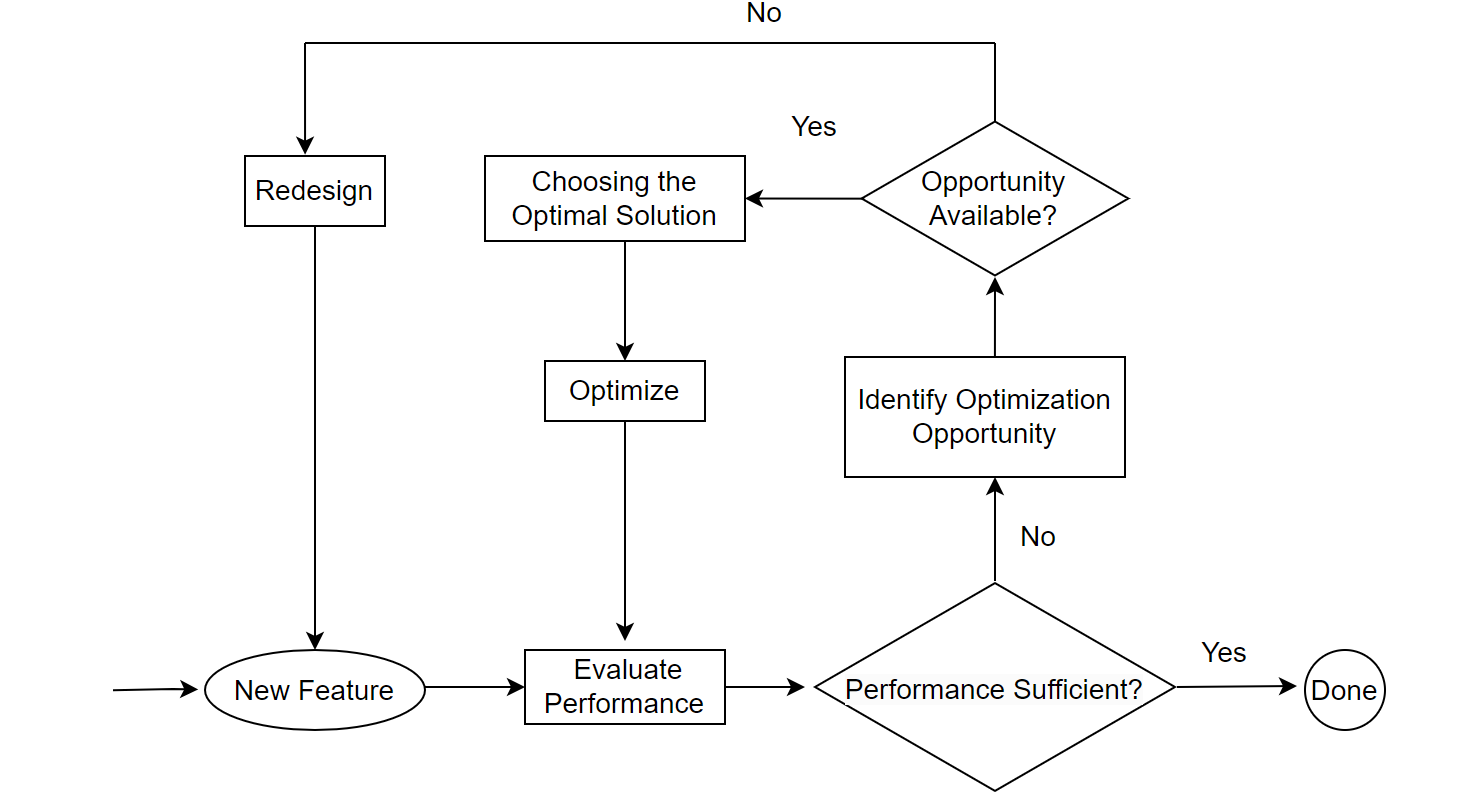 No
Yes
Redesign
Choosing the
Optimal Solution
Opportunity
Available?
Optimize
Identify Optimization
Opportunity
No
New Feature
Evaluate
Performance
Performance Sufficient?
Yes
Done